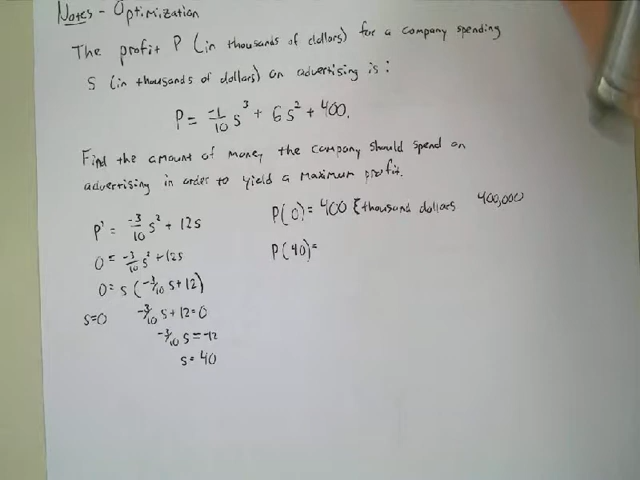 Notes - Optimization
The profit P (in thousands of dollars) for a company spending
S (in thousands of dollars) on advertising is:
P = -1/10 s³ + 6s² + 400.
Find the amount of money the company should spend on
advertising in order to yield a maximum profit.
P' = -3/10 s² + 12s
0 = -3/10 s² + 12s
0 = s (-3/10 s + 12)
s=0 -3/10 s + 12 = 0
-3/10 s = -12
s = 40
P(0) = 400 {thousand dollars 400,000
P(40) =